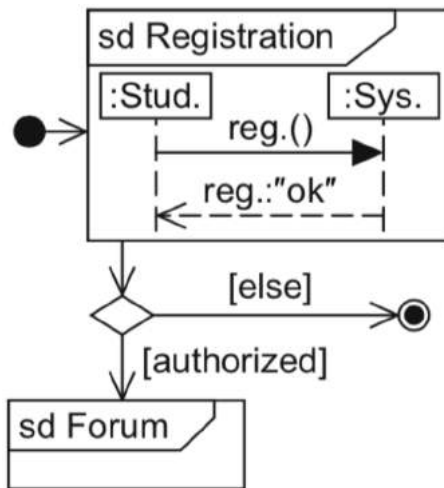 sd Registration
:Stud.
:Sys.
reg.()
reg.:"ok"
[else]
[authorized]
sd Forum